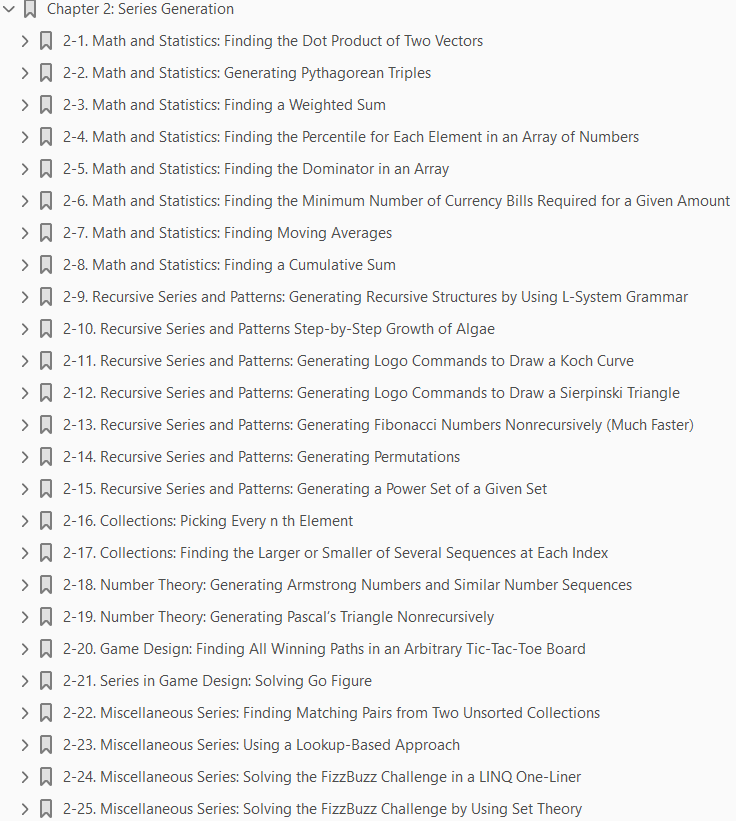 Chapter 2: Series Generation
2-1. Math and Statistics: Finding the Dot Product of Two Vectors
2-2. Math and Statistics: Generating Pythagorean Triples
2-3. Math and Statistics: Finding a Weighted Sum
2-4. Math and Statistics: Finding the Percentile for Each Element in an Array of Numbers
2-5. Math and Statistics: Finding the Dominator in an Array
2-6. Math and Statistics: Finding the Minimum Number of Currency Bills Required for a Given Amount
2-7. Math and Statistics: Finding Moving Averages
2-8. Math and Statistics: Finding a Cumulative Sum
2-9. Recursive Series and Patterns: Generating Recursive Structures by Using L-System Grammar
2-10. Recursive Series and Patterns Step-by-Step Growth of Algae
2-11. Recursive Series and Patterns: Generating Logo Commands to Draw a Koch Curve
2-12. Recursive Series and Patterns: Generating Logo Commands to Draw a Sierpinski Triangle
2-13. Recursive Series and Patterns: Generating Fibonacci Numbers Nonrecursively (Much Faster)
2-14. Recursive Series and Patterns: Generating Permutations
2-15. Recursive Series and Patterns: Generating a Power Set of a Given Set
2-16. Collections: Picking Every n th Element
2-17. Collections: Finding the Larger or Smaller of Several Sequences at Each Index
2-18. Number Theory: Generating Armstrong Numbers and Similar Number Sequences
2-19. Number Theory: Generating Pascal’s Triangle Nonrecursively
2-20. Game Design: Finding All Winning Paths in an Arbitrary Tic-Tac-Toe Board
2-21. Series in Game Design: Solving Go Figure
2-22. Miscellaneous Series: Finding Matching Pairs from Two Unsorted Collections
2-23. Miscellaneous Series: Using a Lookup-Based Approach
2-24. Miscellaneous Series: Solving the FizzBuzz Challenge in a LINQ One-Liner
2-25. Miscellaneous Series: Solving the FizzBuzz Challenge by Using Set Theory